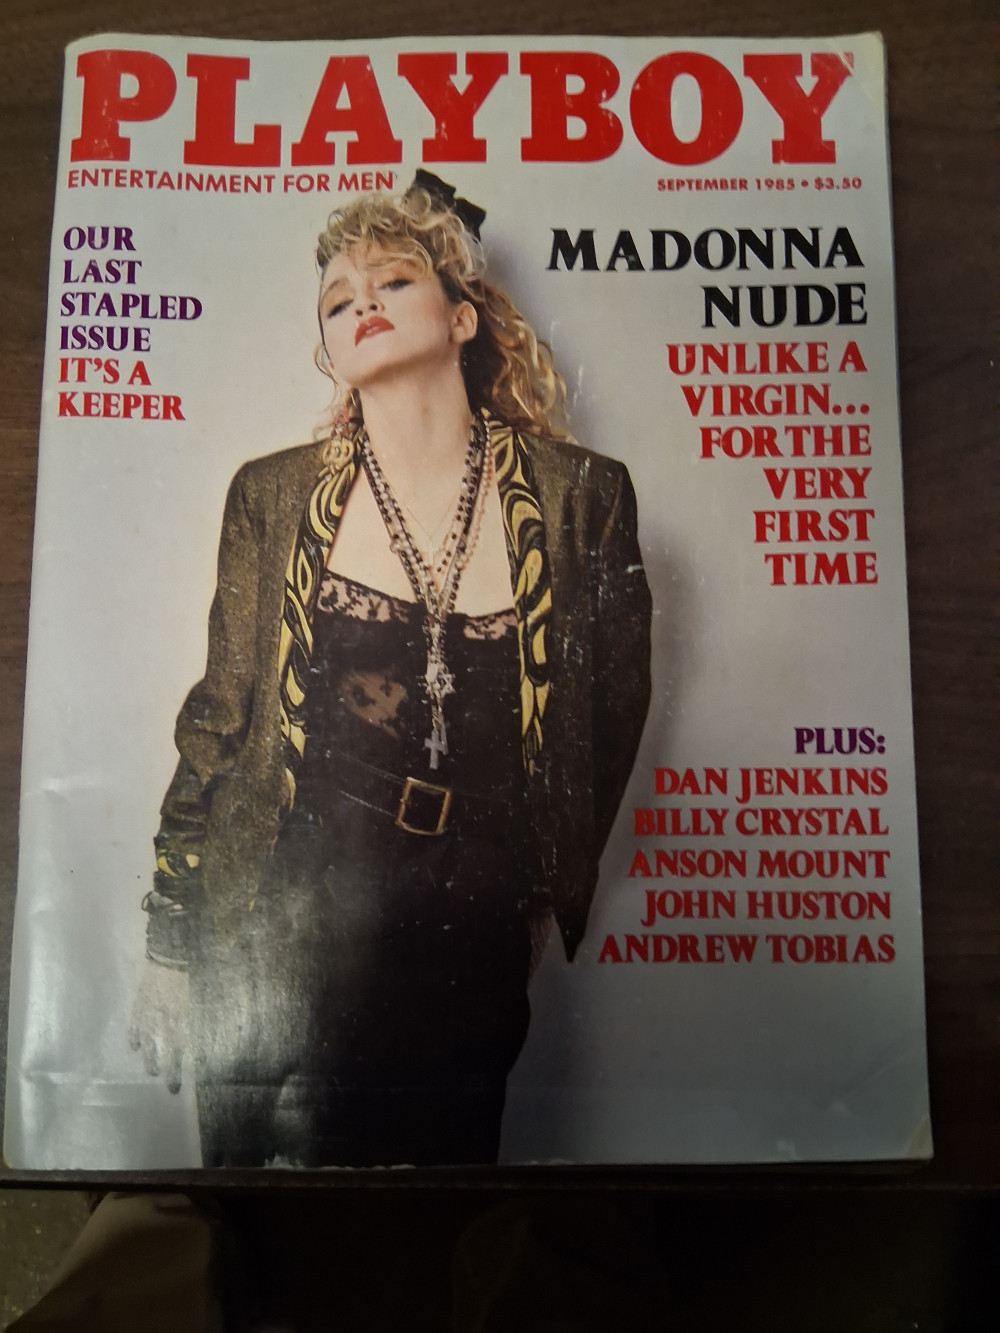 PLAYBOY
ENTERTAINMENT FOR MEN
SEPTEMBER 1985 • $3.50
OUR
LAST
STAPLED
ISSUE
IT'S A
KEEPER
MADONNA
NUDE
UNLIKE A
VIRGIN...
FOR THE
VERY
FIRST
TIME
PLUS:
DAN JENKINS
BILLY CRYSTAL
ANSON MOUNT
JOHN HUSTON
ANDREW TOBIAS